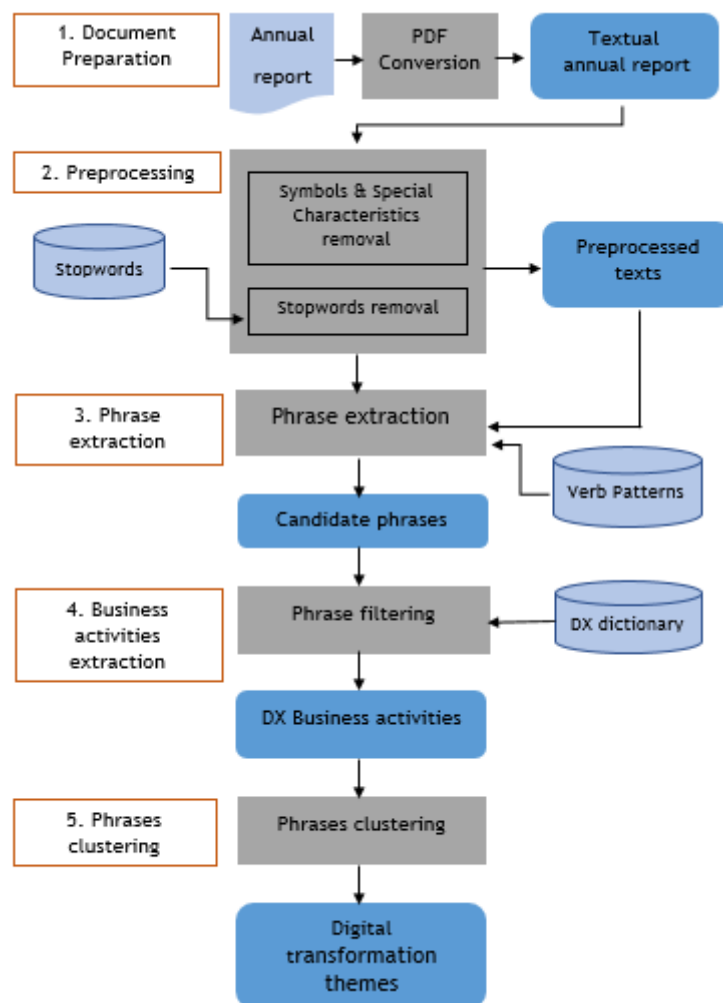 1. Document
Preparation
Annual
report
PDF
Conversion
Textual
annual report
2. Preprocessing
Symbols & Special
Characteristics
removal
Stopwords
Stopwords removal
Preprocessed
texts
3. Phrase
extraction
Phrase extraction
Verb Patterns
Candidate phrases
4. Business
activities
extraction
Phrase filtering
DX dictionary
DX Business activities
5. Phrases
clustering
Phrases clustering
Digital
transformation
themes